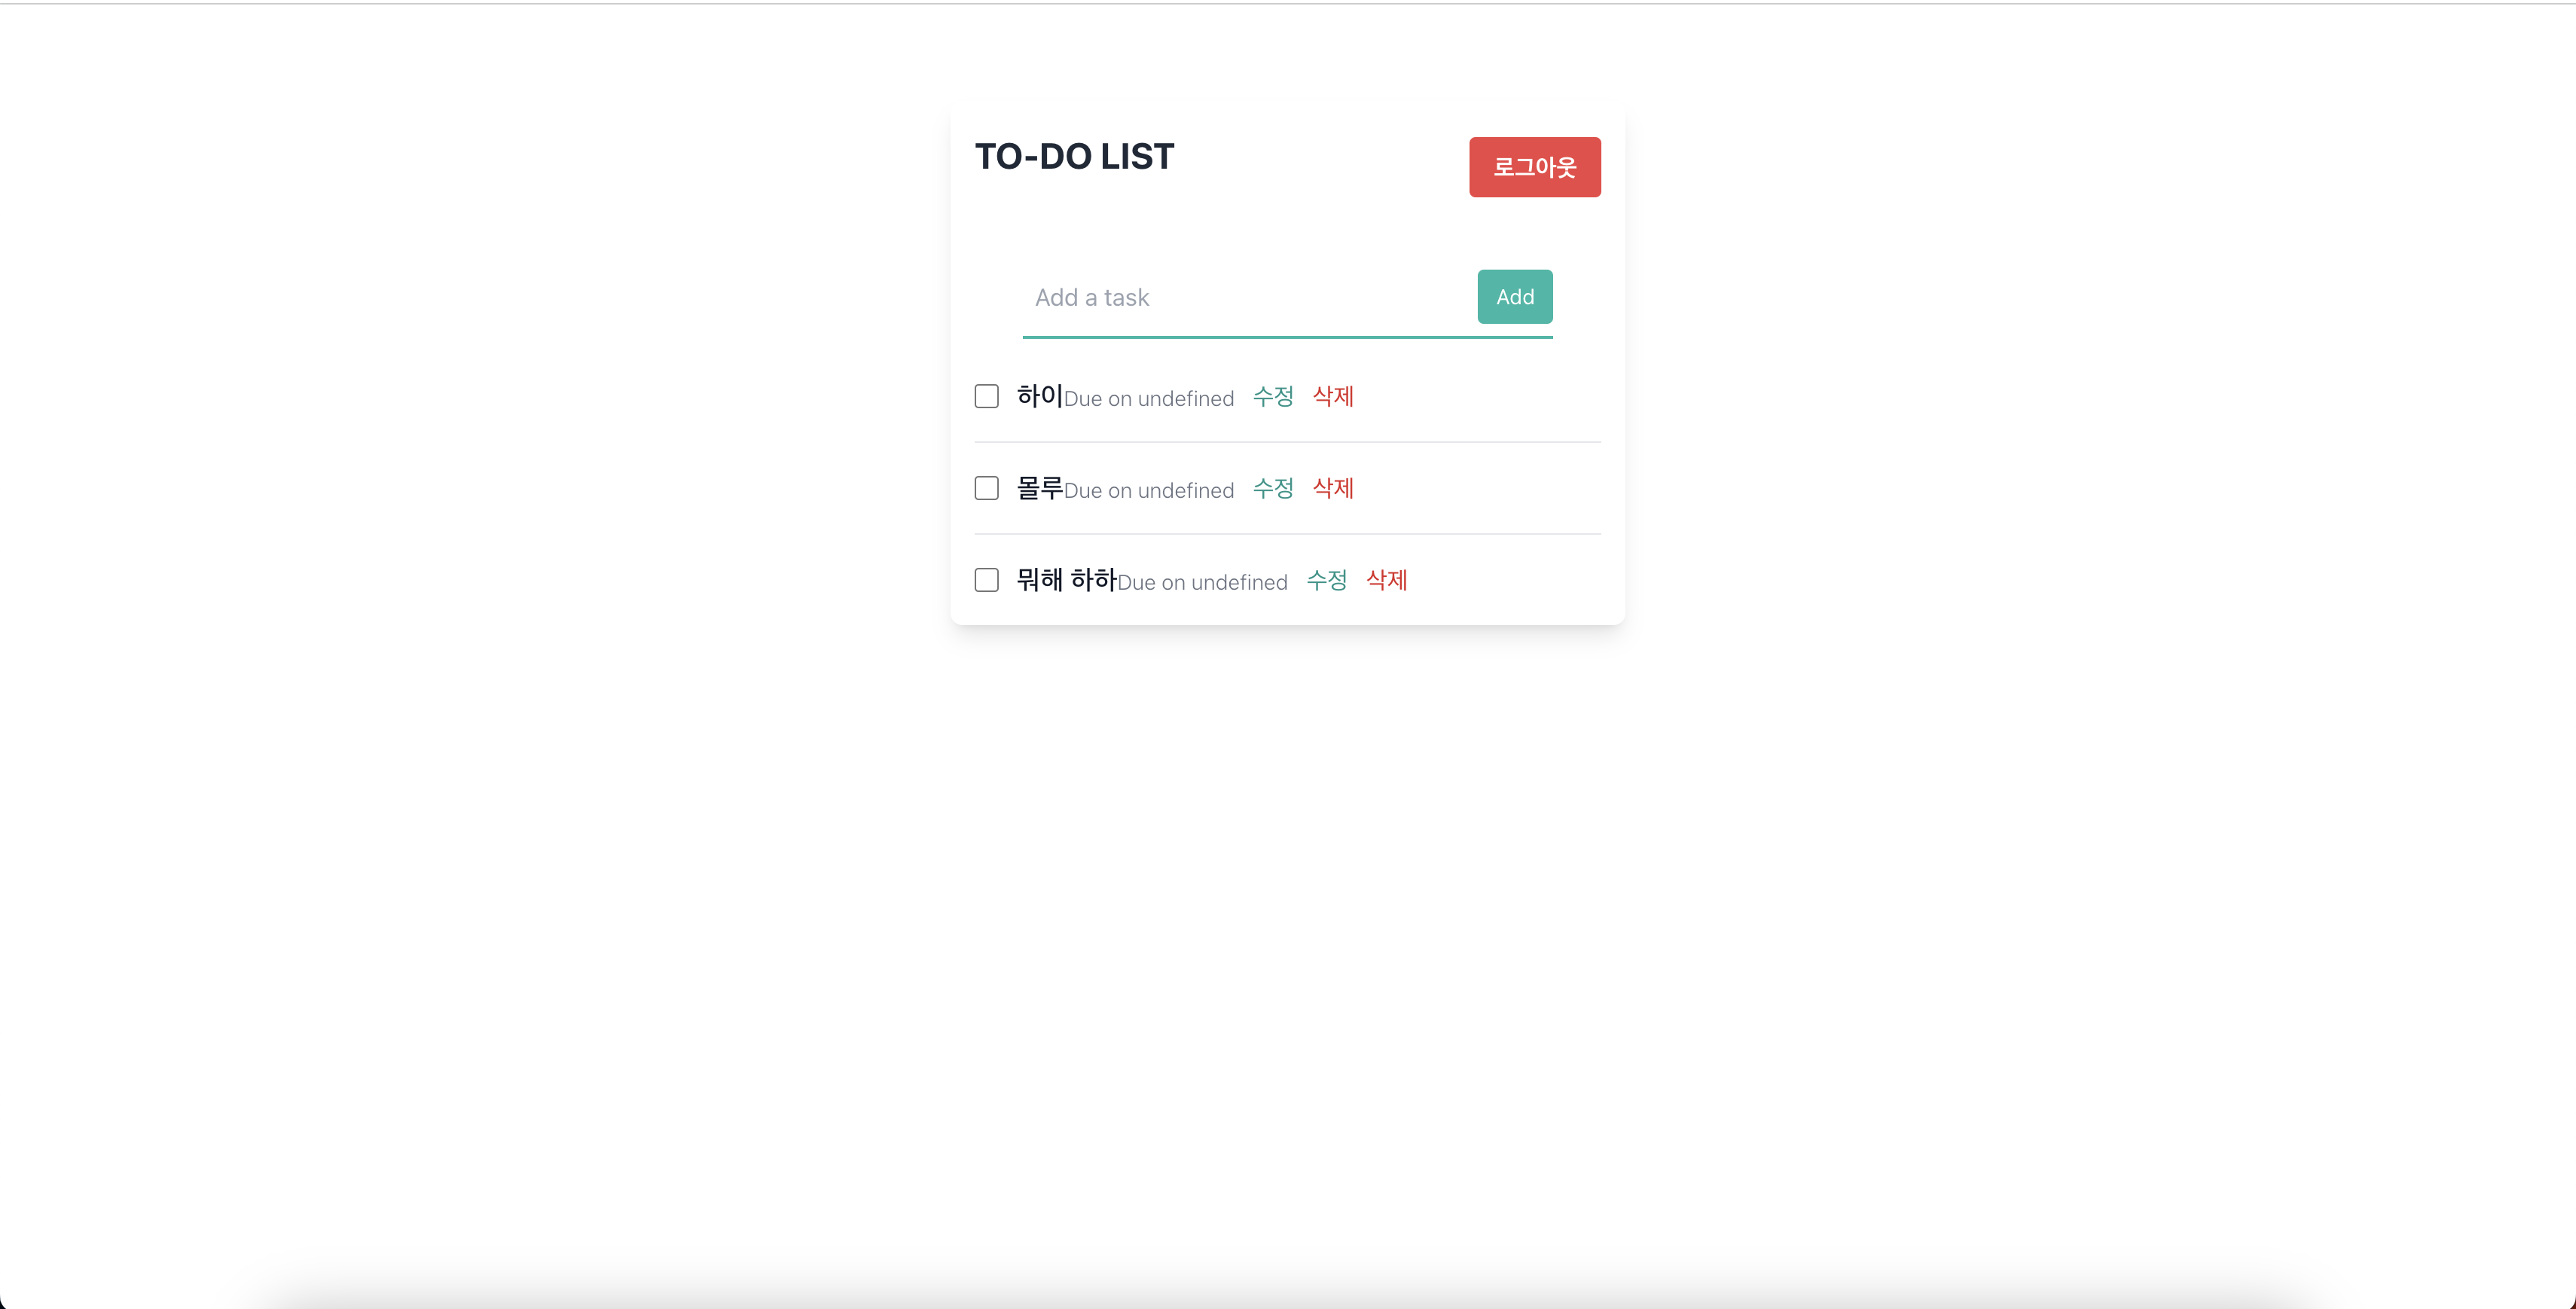 TO-DO LIST 로그아웃
Add a task Add
하이Due on undefined 수정 삭제
몰루Due on undefined 수정 삭제
뭐해 하하Due on undefined 수정 삭제